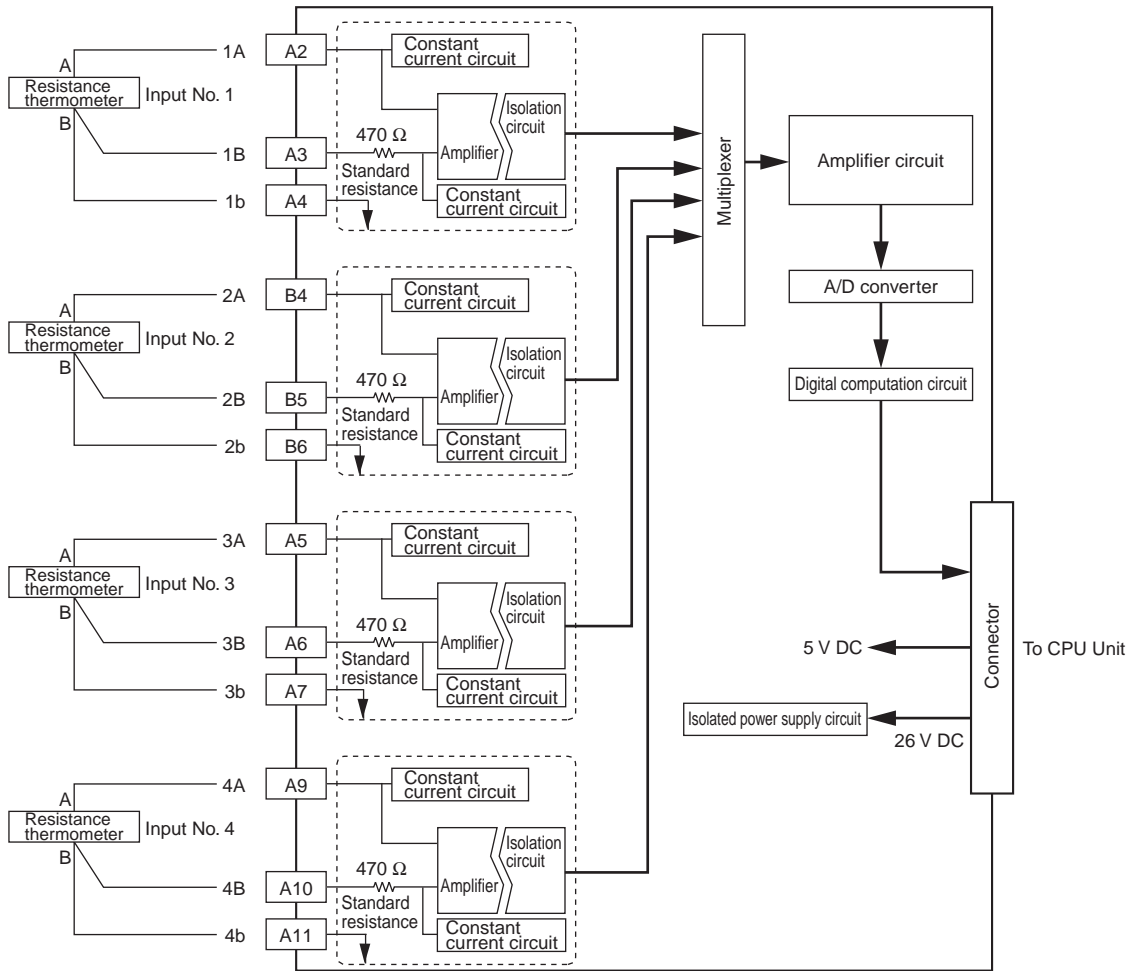 1A
A2
Constant
current circuit
A
Resistance
thermometer
Input No. 1
B
Isolation
circuit
Amplifier
470 Ω
1B
A3
Standard
resistance
1b
A4
Constant
current circuit
Multiplexer
Amplifier circuit
A/D converter
Digital computation circuit
2A
B4
Constant
current circuit
A
Resistance
thermometer
Input No. 2
B
Isolation
circuit
Amplifier
470 Ω
2B
B5
Standard
resistance
2b
B6
Constant
current circuit
3A
A5
Constant
current circuit
A
Resistance
thermometer
Input No. 3
B
Isolation
circuit
Amplifier
470 Ω
3B
A6
Standard
resistance
3b
A7
Constant
current circuit
5 V DC
Connector
To CPU Unit
Isolated power supply circuit
26 V DC
4A
A9
Constant
current circuit
A
Resistance
thermometer
Input No. 4
B
Isolation
circuit
Amplifier
470 Ω
4B
A10
Standard
resistance
4b
A11
Constant
current circuit